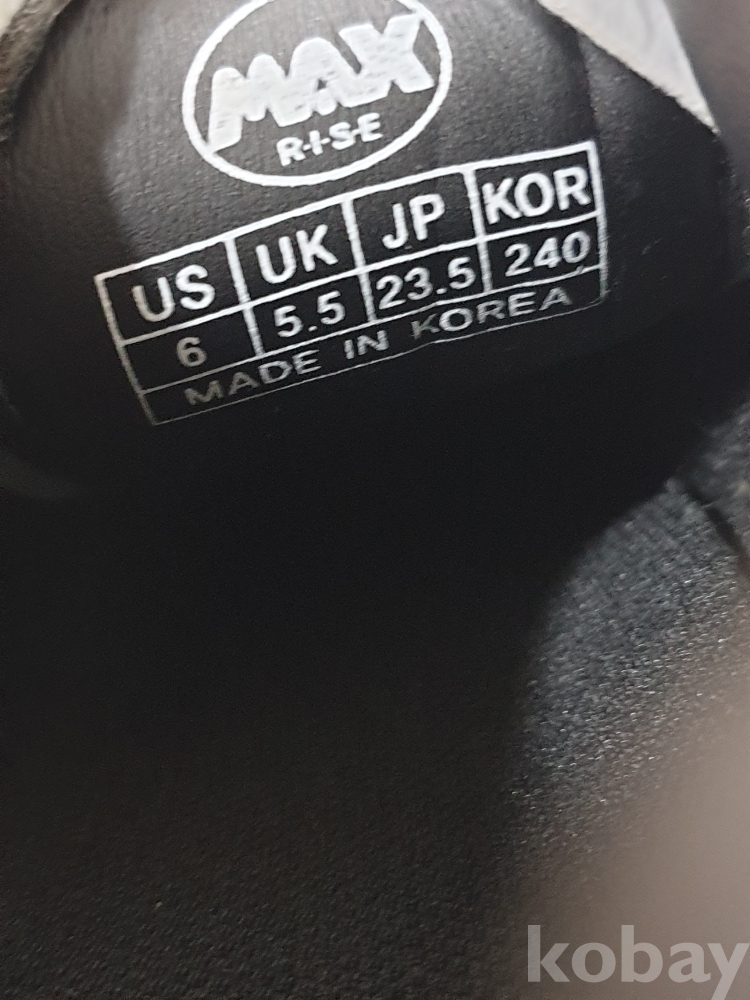 MAX
R-I-S-E
US UK JP KOR
6 5.5 23.5 240
MADE IN KOREA
kobay